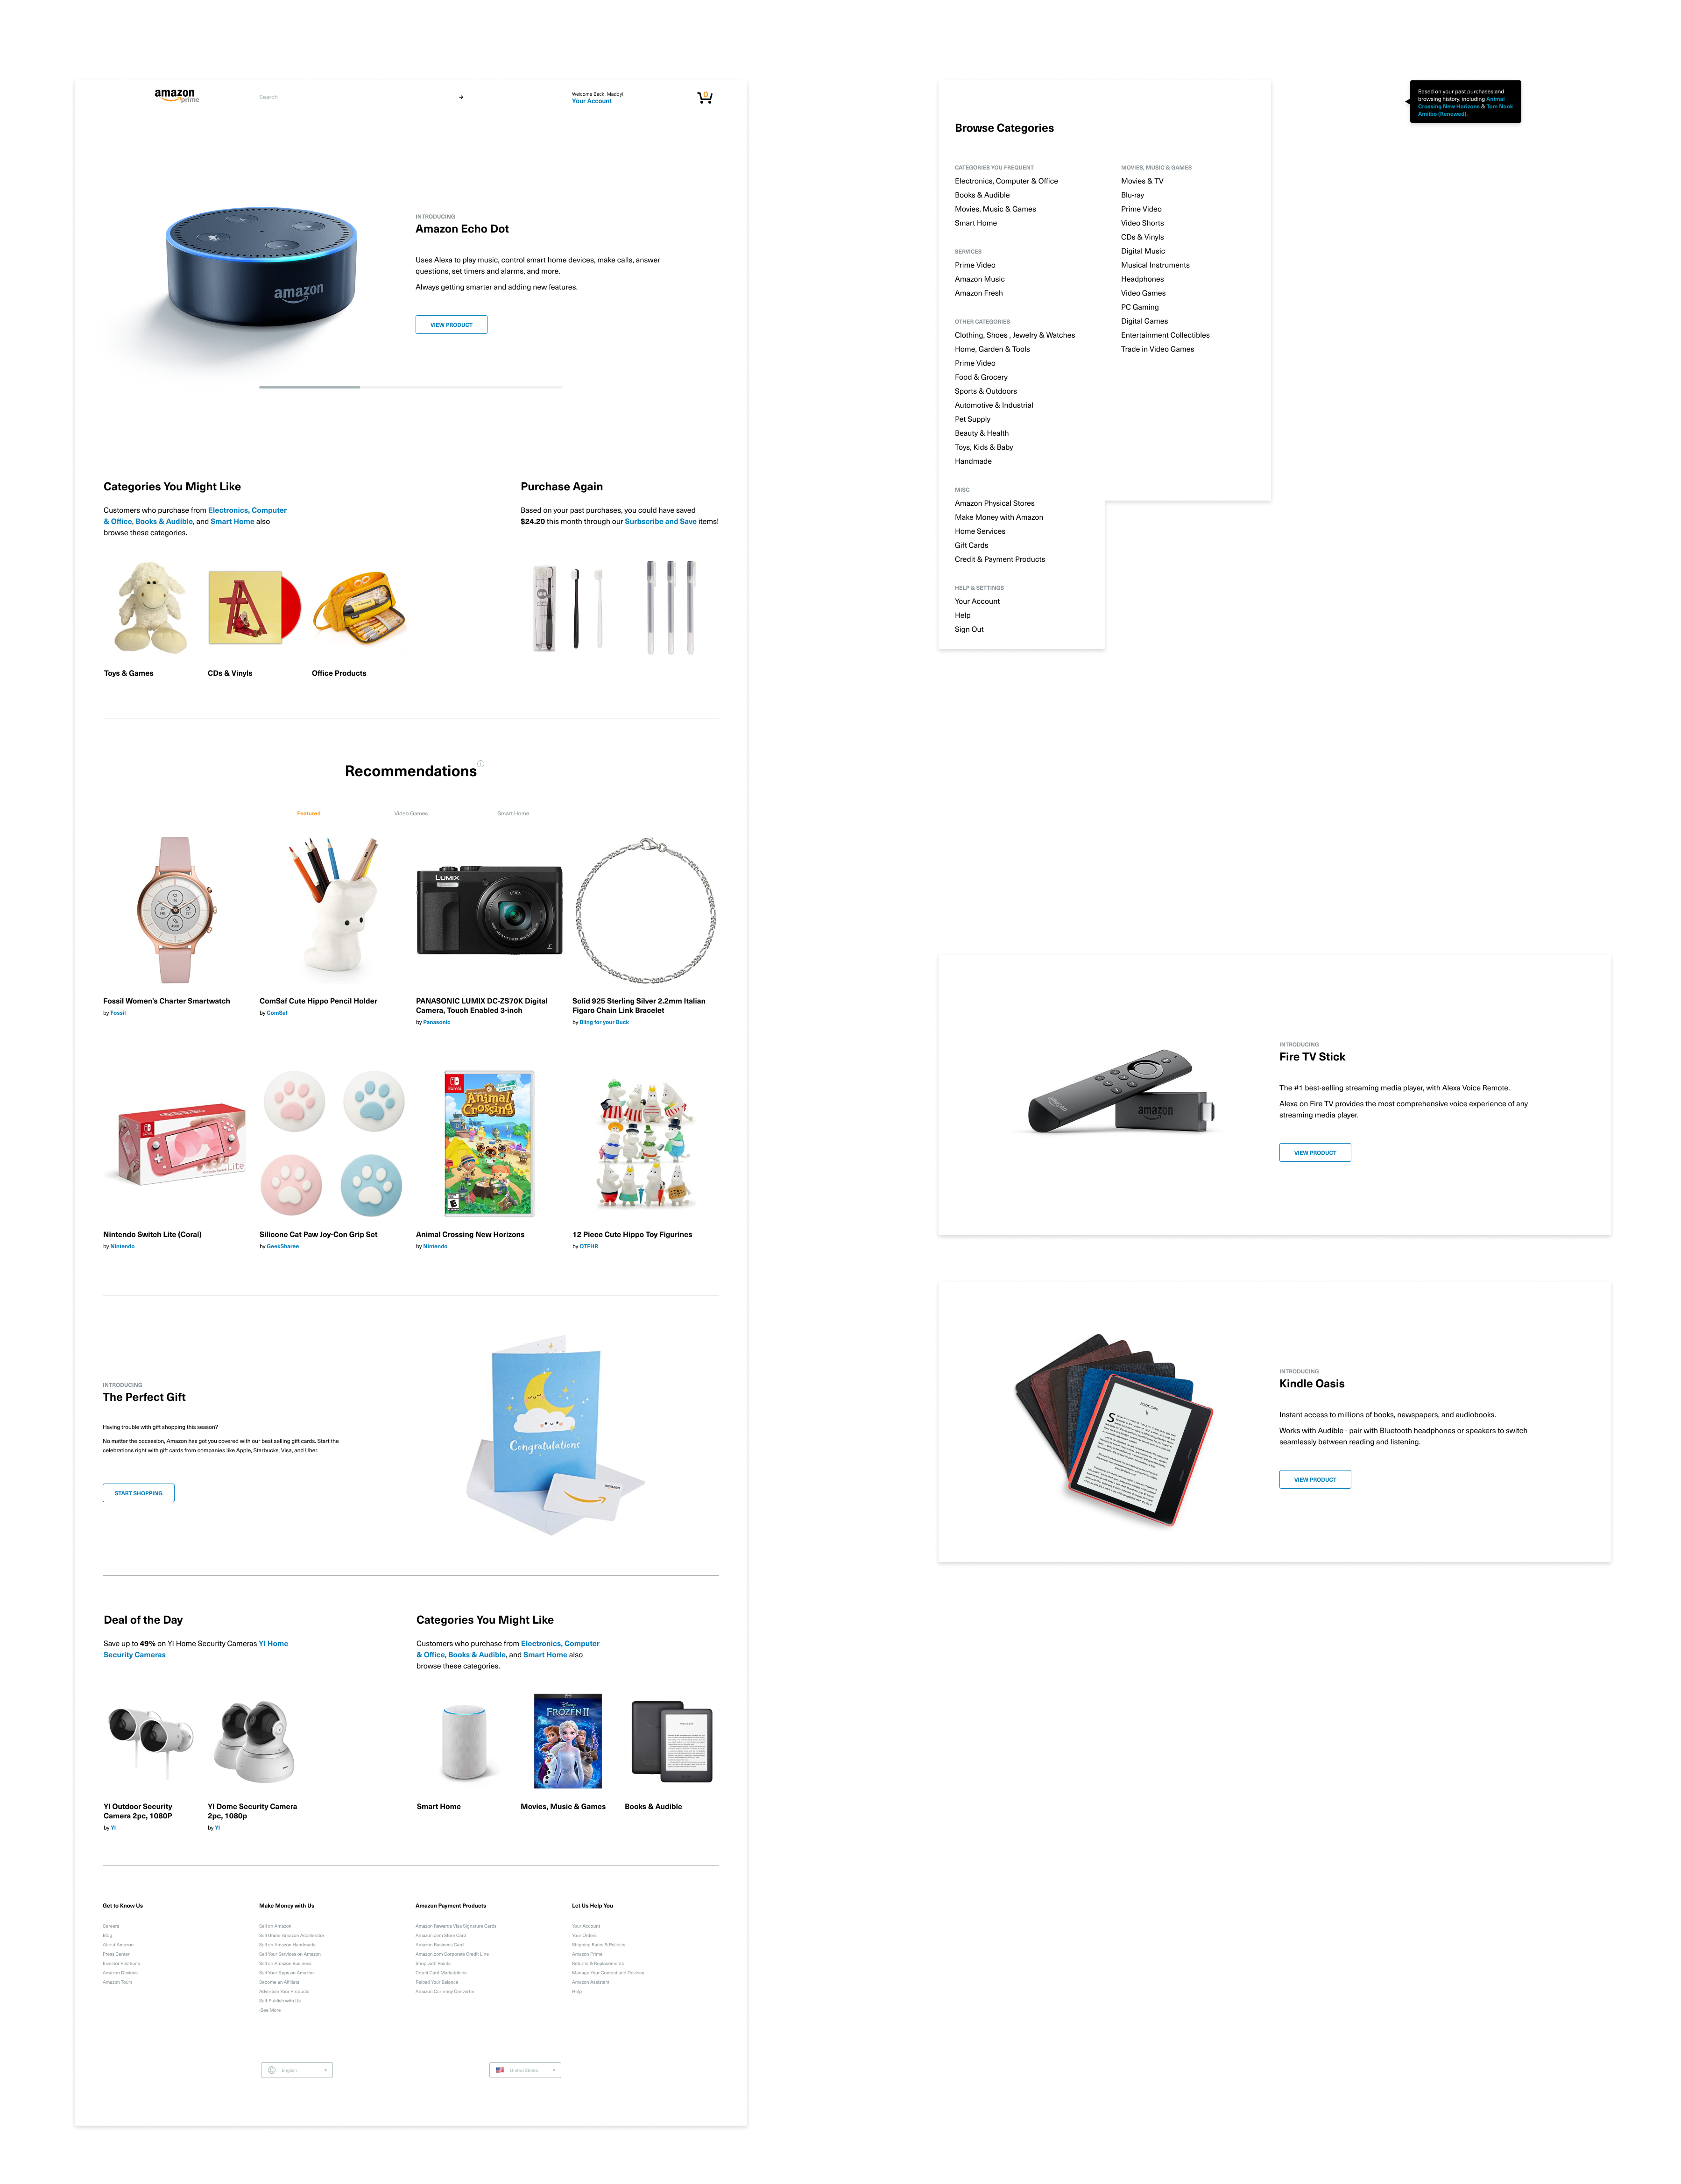 amazon
prime
Search
Welcome Back, Maddy!
Your Account
0
INTRODUCING
Amazon Echo Dot
Uses Alexa to play music, control smart home devices, make calls, answer
questions, set timers and alarms, and more.
Always getting smarter and adding new features.
VIEW PRODUCT
amazon
Categories You Might Like
Customers who purchase from Electronics, Computer
& Office, Books & Audible, and Smart Home also
browse these categories.
Toys & Games
CDs & Vinyls
Office Products
Purchase Again
Based on your past purchases, you could have saved
$24.20 this month through our Surbscribe and Save items!
Recommendations
Featured
Video Games
Smart Home
LUMIX
LEICA
Fossil Women's Charter Smartwatch
by Fossil
ComSaf Cute Hippo Pencil Holder
by ComSaf
PANASONIC LUMIX DC-ZS70K Digital
Camera, Touch Enabled 3-inch
by Panasonic
Solid 925 Sterling Silver 2.2mm Italian
Figaro Chain Link Bracelet
by Bling for your Buck
Nintendo Switch Lite
Animal
Crossing
Nintendo Switch Lite (Coral)
by Nintendo
Silicone Cat Paw Joy-Con Grip Set
by GeekSharee
Animal Crossing New Horizons
by Nintendo
12 Piece Cute Hippo Toy Figurines
by QTFHR
INTRODUCING
The Perfect Gift
Having trouble with gift shopping this season?
No matter the occassion, Amazon has got you covered with our best selling gift cards. Start the
celebrations right with gift cards from companies like Apple, Starbucks, Visa, and Uber.
START SHOPPING
Congratulations
amazon
Deal of the Day
Save up to 49% on YI Home Security Cameras YI Home
Security Cameras
YI Outdoor Security
Camera 2pc, 1080P
by YI
YI Dome Security Camera
2pc, 1080p
by YI
Categories You Might Like
Customers who purchase from Electronics, Computer
& Office, Books & Audible, and Smart Home also
browse these categories.
Disney
FROZEN II
Smart Home
Movies, Music & Games
Books & Audible
Get to Know Us
Careers
Blog
About Amazon
Press Center
Investor Relations
Amazon Devices
Amazon Tours
Make Money with Us
Sell on Amazon
Sell Under Amazon Accelerator
Sell on Amazon Handmade
Sell Your Services on Amazon
Sell on Amazon Business
Sell Your Apps on Amazon
Become an Affiliate
Advertise Your Products
Self-Publish with Us
›See More
Amazon Payment Products
Amazon Rewards Visa Signature Cards
Amazon.com Store Card
Amazon Business Card
Amazon.com Corporate Credit Line
Shop with Points
Credit Card Marketplace
Reload Your Balance
Amazon Currency Converter
Let Us Help You
Your Account
Your Orders
Shipping Rates & Policies
Amazon Prime
Returns & Replacements
Manage Your Content and Devices
Amazon Assistant
Help
English
United States
Browse Categories
CATEGORIES YOU FREQUENT
Electronics, Computer & Office
Books & Audible
Movies, Music & Games
Smart Home
SERVICES
Prime Video
Amazon Music
Amazon Fresh
OTHER CATEGORIES
Clothing, Shoes , Jewelry & Watches
Home, Garden & Tools
Prime Video
Food & Grocery
Sports & Outdoors
Automotive & Industrial
Pet Supply
Beauty & Health
Toys, Kids & Baby
Handmade
MISC
Amazon Physical Stores
Make Money with Amazon
Home Services
Gift Cards
Credit & Payment Products
HELP & SETTINGS
Your Account
Help
Sign Out
MOVIES, MUSIC & GAMES
Movies & TV
Blu-ray
Prime Video
Video Shorts
CDs & Vinyls
Digital Music
Musical Instruments
Headphones
Video Games
PC Gaming
Digital Games
Entertainment Collectibles
Trade in Video Games
Based on your past purchases and
browsing history, including Animal
Crossing New Horizons & Tom Nook
Amiibo (Renewed).
INTRODUCING
Fire TV Stick
The #1 best-selling streaming media player, with Alexa Voice Remote.
Alexa on Fire TV provides the most comprehensive voice experience of any
streaming media player.
VIEW PRODUCT
amazon
amazon
INTRODUCING
Kindle Oasis
Instant access to millions of books, newspapers, and audiobooks.
Works with Audible - pair with Bluetooth headphones or speakers to switch
seamlessly between reading and listening.
VIEW PRODUCT